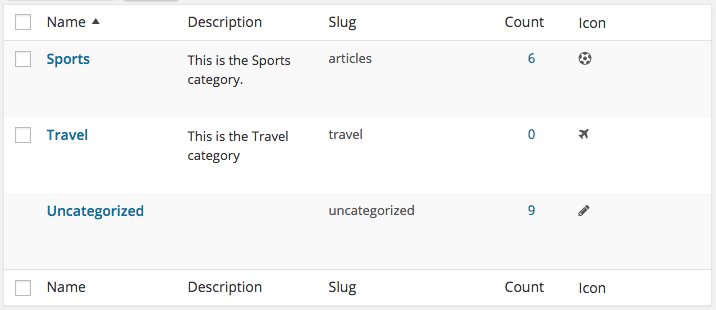 Name Description Slug Count Icon
Sports This is the Sports articles 6
category.
Travel This is the Travel travel 0
category
Uncategorized uncategorized 9
Name Description Slug Count Icon